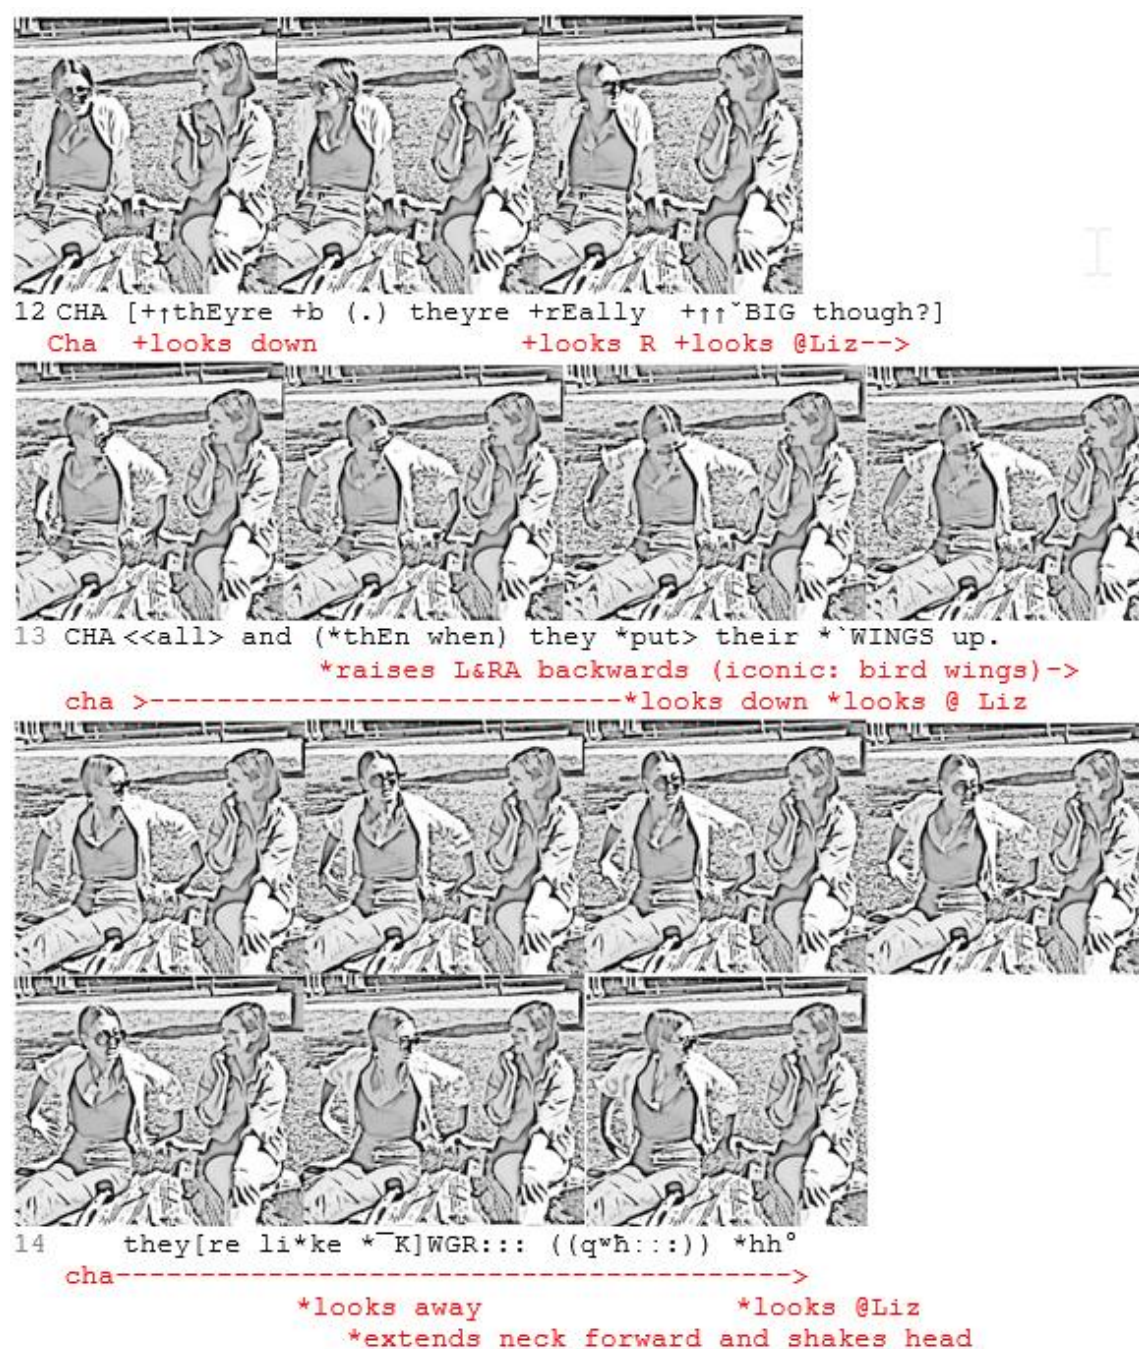 12 CHA [+↑thEyre +b (.) theyre +rEally +↑↑ˇBIG though?]
Cha +looks down +looks R +looks @Liz-->
13 CHA <<all> and (*thEn when) they *put> their *`WINGS up.
*raises L&RA backwards (iconic: bird wings)->
cha >-----------------------------*looks down *looks @ Liz
14 they[re li*ke *¯K]WGR::: ((qʷħ:::)) *hh°
cha----------------------------------------->
*looks away *looks @Liz
*extends neck forward and shakes head